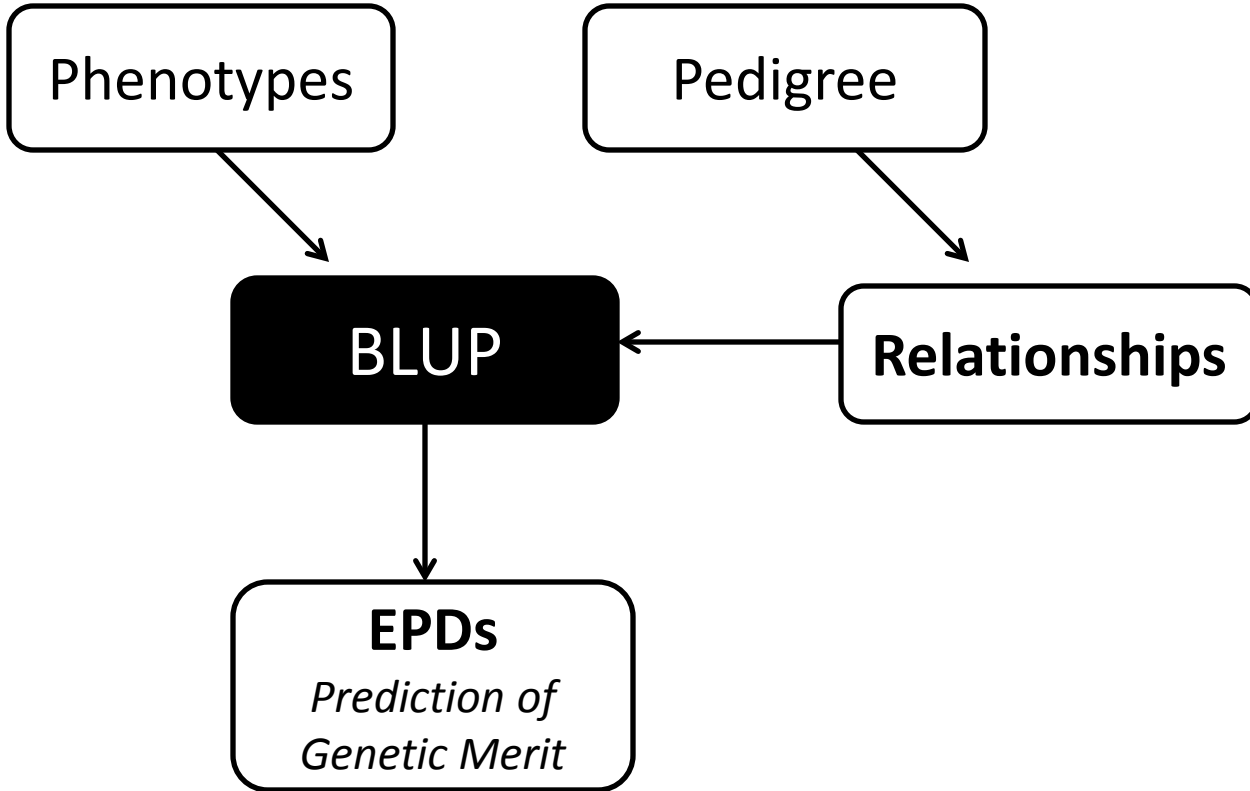 Phenotypes
Pedigree
BLUP
Relationships
EPDs
Prediction of
Genetic Merit